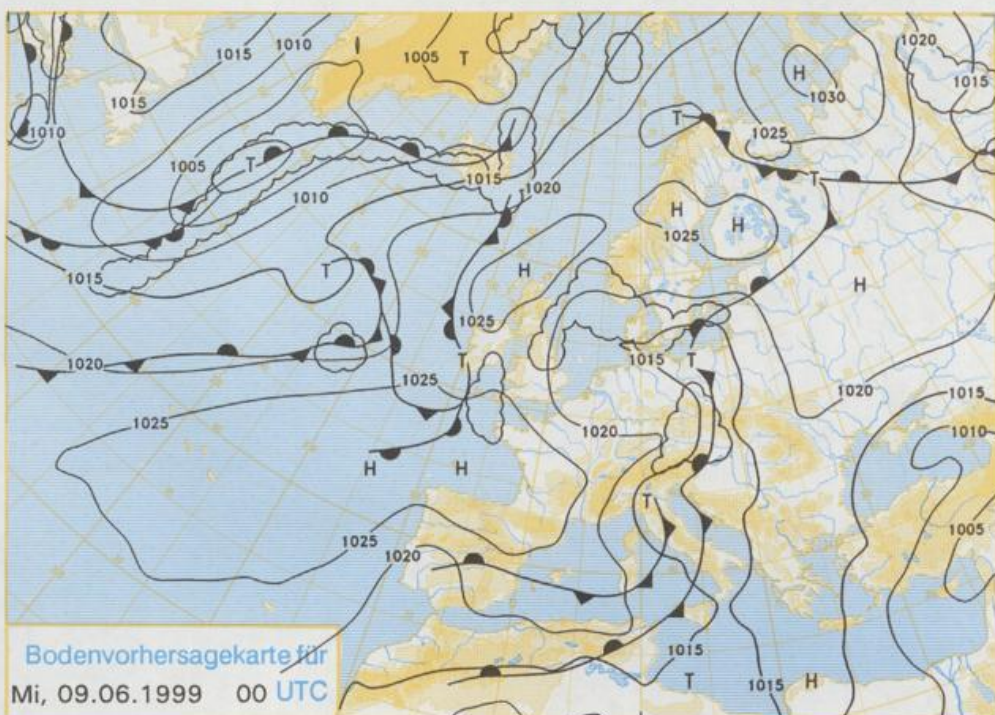 1015 1010 1005 T H 1030 1020 1015
1015
1010
T
1025
1005 T 1015 T
1010 1020
H
1025 H
1015 T H H
1025
1020 T 1015 T 1020
1025 1015
1025 1020 1010
H H
T
1005
1025
1020
1015
Bodenvorhersagekarte für
Mi, 09.06.1999 00 UTC
T 1015 H